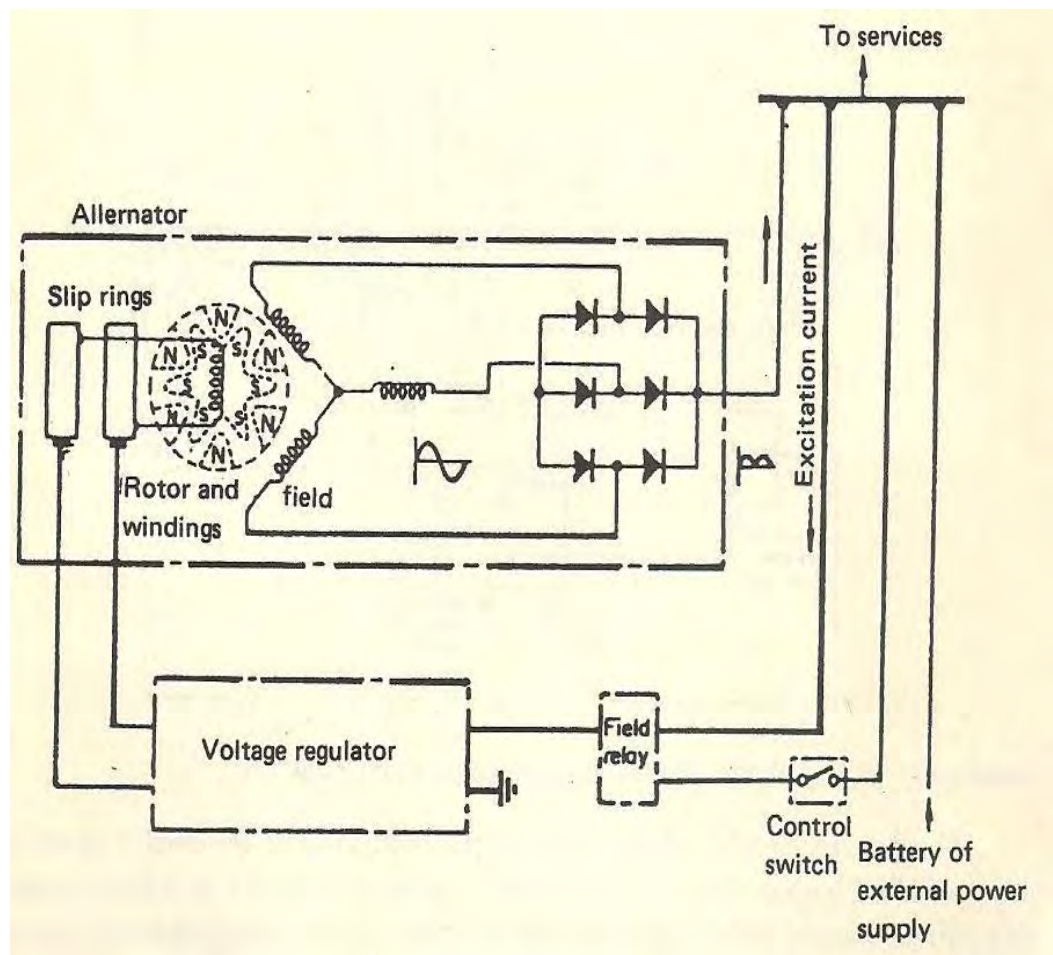 To services
Allernator
Slip rings
N
N
S
S
N
N
S
S
N
N
S
S
N
N
Rotor and
windings
field
Excitation current
Voltage regulator
Field
relay
Control
switch
Battery of
external power
supply